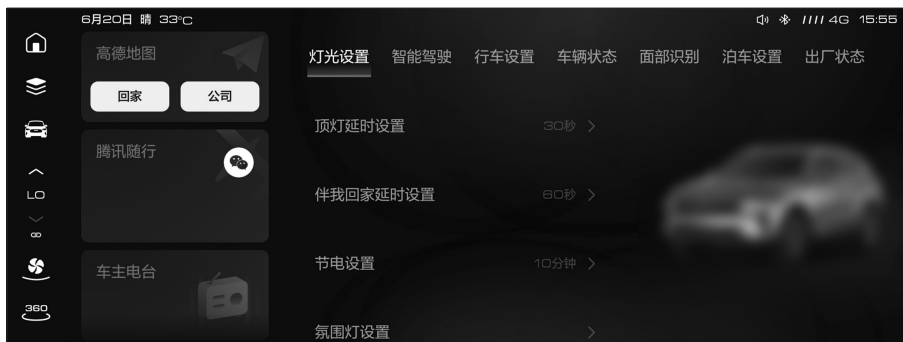 6月20日 晴 33°C
4G 15:55
高德地图
回家 公司
腾讯随行
车主电台
LO
360
灯光设置 智能驾驶 行车设置 车辆状态 面部识别 泊车设置 出厂状态
顶灯延时设置 30秒
伴我回家延时设置 60秒
节电设置 10分钟
氛围灯设置